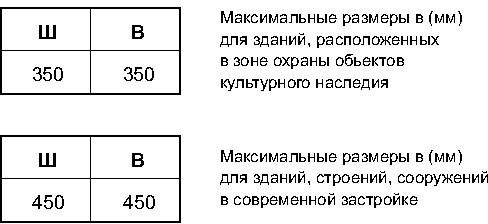 Ш В
350 350
Максимальные размеры в (мм)
для зданий, расположенных
в зоне охраны обьектов
культурного наследия
Ш В
450 450
Максимальные размеры в (мм)
для зданий, строений, сооружений
в современной застройке